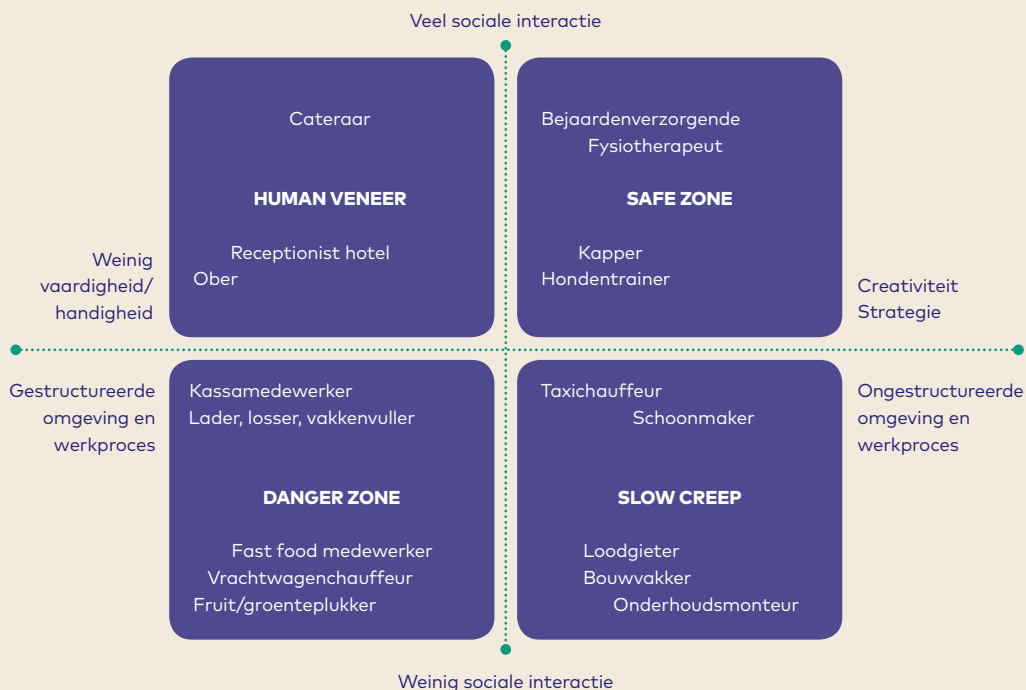 Veel sociale interactie
Cateraar
HUMAN VENEER
Receptionist hotel
Ober
Bejaardenverzorgende
Fysiotherapeut
SAFE ZONE
Kapper
Hondentrainer
Weinig
vaardigheid/
handigheid
Creativiteit
Strategie
Gestructureerde
omgeving en
werkproces
Kassamedewerker
Lader, losser, vakkenvuller
DANGER ZONE
Fast food medewerker
Vrachtwagenchauffeur
Fruit/groenteplukker
Taxichauffeur
Schoonmaker
SLOW CREEP
Loodgieter
Bouwvakker
Onderhoudsmonteur
Ongestructureerde
omgeving en
werkproces
Weinig sociale interactie